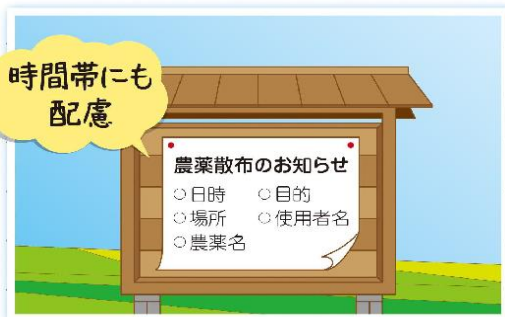 時間帯にも
配慮
農薬散布のお知らせ
○日時 ○目的
○場所 ○使用者名
○農薬名